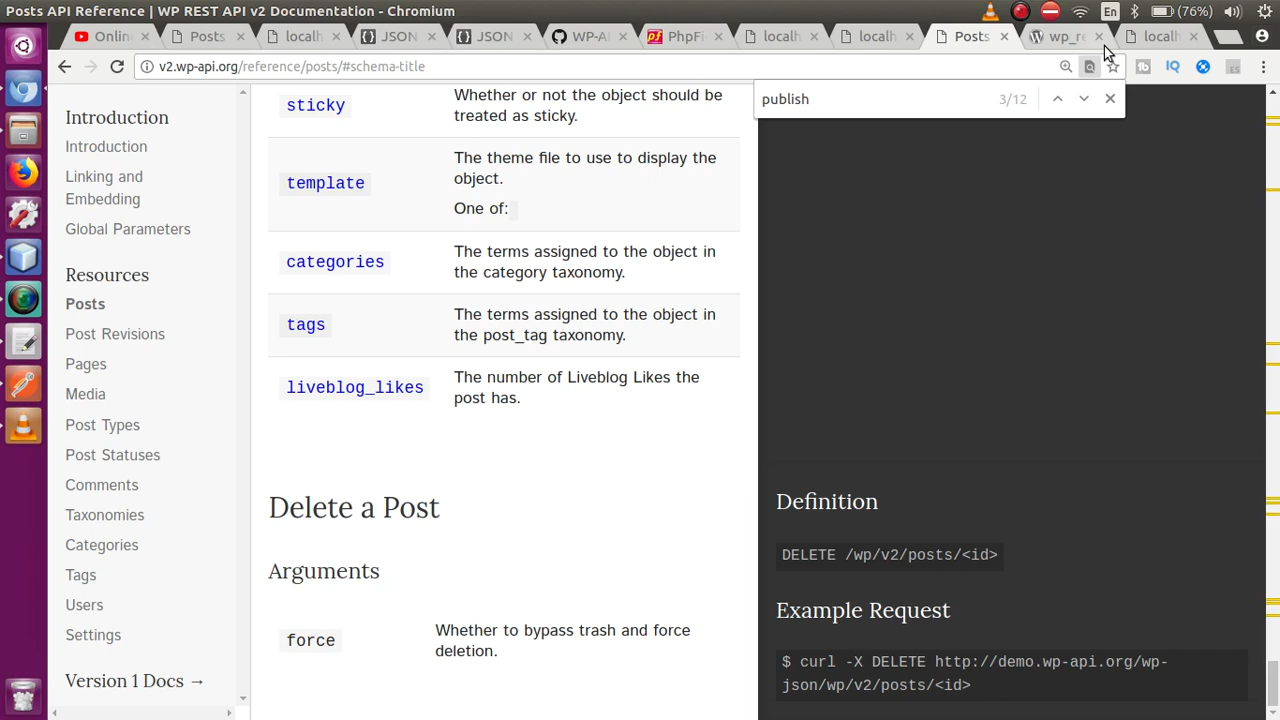 Posts API Reference | WP REST API v2 Documentation - Chromium
En
(76%)
Onlin
Posts
localh
JSON
JSON
WP-A
PhpFi
localh
localh
Posts
wp_re
localh
v2.wp-api.org/reference/posts/#schema-title
IQ
publish
3/12
Introduction
Introduction
Linking and
Embedding
Global Parameters
Resources
Posts
Post Revisions
Pages
Media
Post Types
Post Statuses
Comments
Taxonomies
Categories
Tags
Users
Settings
Version 1 Docs →
sticky
Whether or not the object should be
treated as sticky.
template
The theme file to use to display the
object.
One of:
categories
The terms assigned to the object in
the category taxonomy.
tags
The terms assigned to the object in
the post_tag taxonomy.
liveblog_likes
The number of Liveblog Likes the
post has.
Delete a Post
Arguments
force
Whether to bypass trash and force
deletion.
Definition
DELETE /wp/v2/posts/<id>
Example Request
$ curl -X DELETE http://demo.wp-api.org/wp-
json/wp/v2/posts/<id>